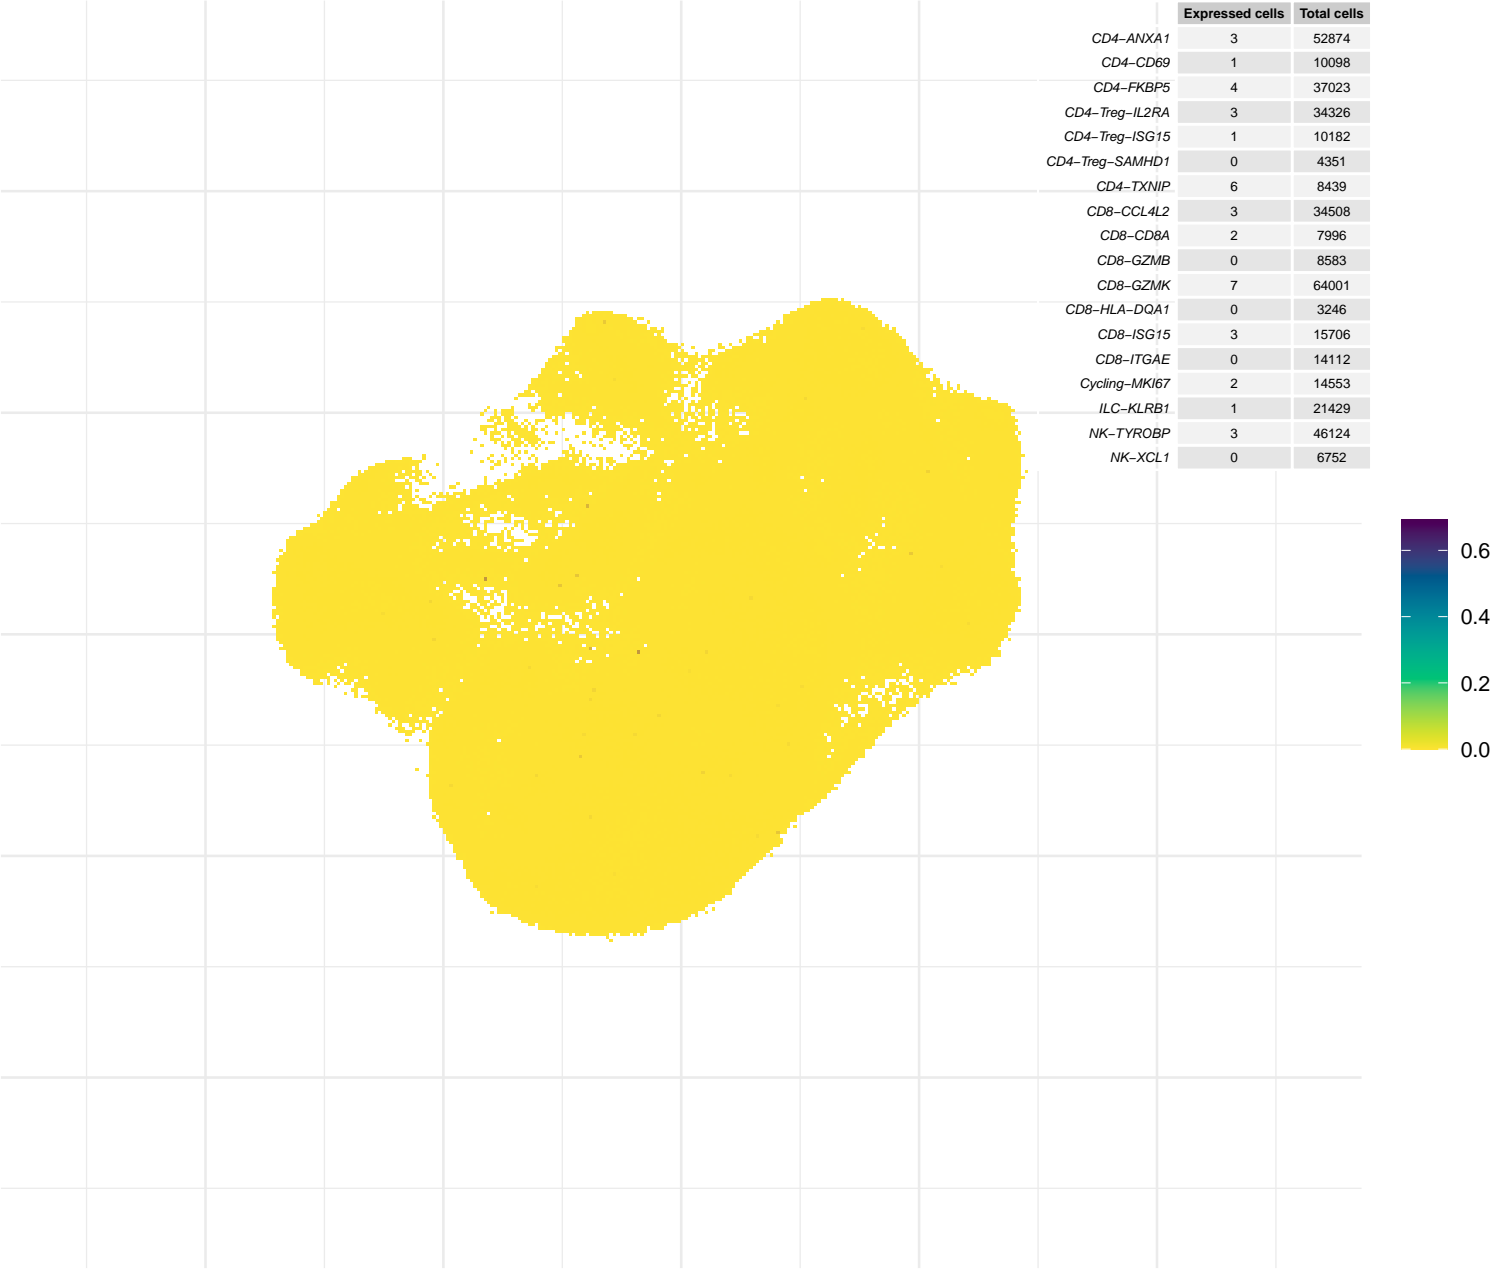 Expressed cells Total cells
CD4−ANXA1 3 52874
CD4−CD69 1 10098
CD4−FKBP5 4 37023
CD4−Treg−IL2RA 3 34326
CD4−Treg−ISG15 1 10182
CD4−Treg−SAMHD1 0 4351
CD4−TXNIP 6 8439
CD8−CCL4L2 3 34508
CD8−CD8A 2 7996
CD8−GZMB 0 8583
CD8−GZMK 7 64001
CD8−HLA−DQA1 0 3246
CD8−ISG15 3 15706
CD8−ITGAE 0 14112
Cycling−MKI67 2 14553
ILC−KLRB1 1 21429
NK−TYROBP 3 46124
NK−XCL1 0 6752
0.6
0.4
0.2
0.0